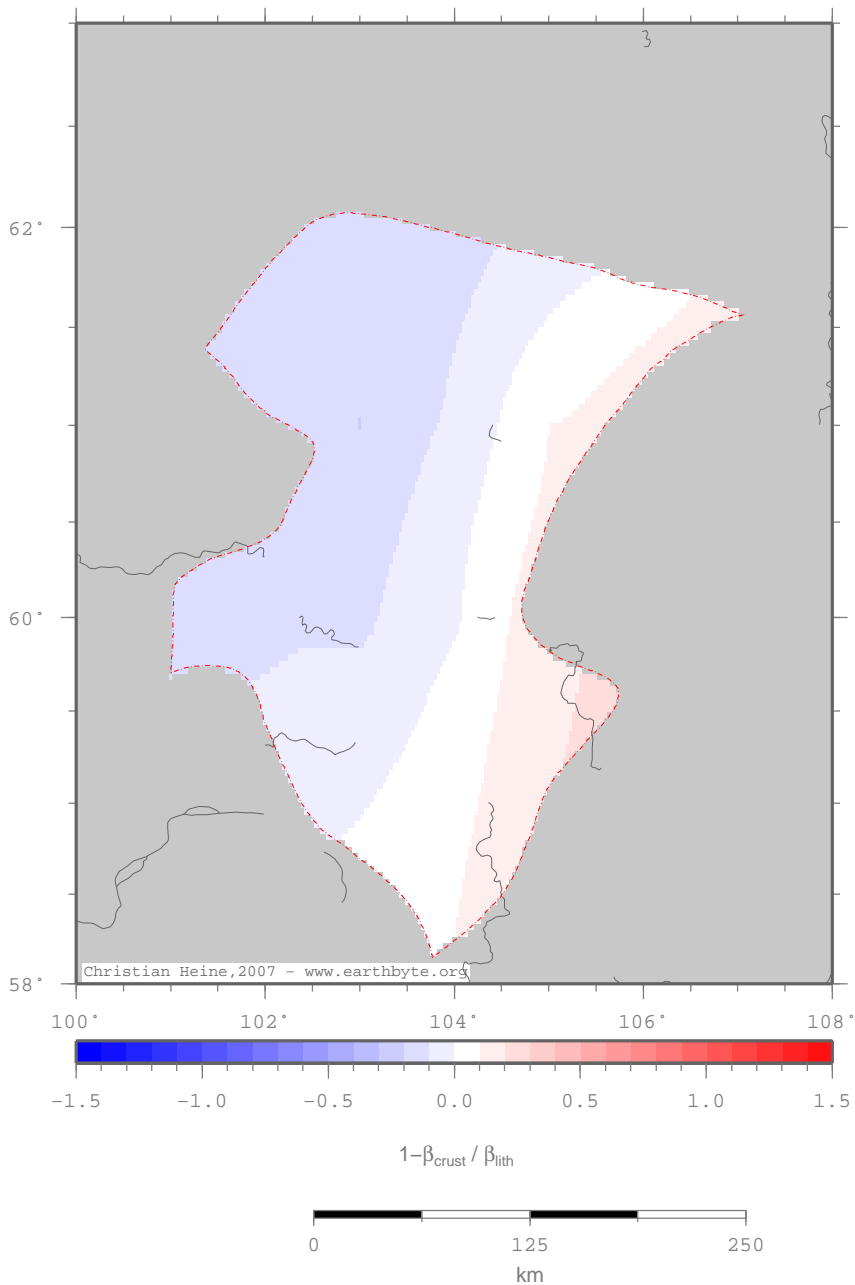 62°
60°
58°
Christian Heine,2007 - www.earthbyte.org
100° 102° 104° 106° 108°
-1.5 -1.0 -0.5 0.0 0.5 1.0 1.5
1-βcrust / βlith
0 125 250
km